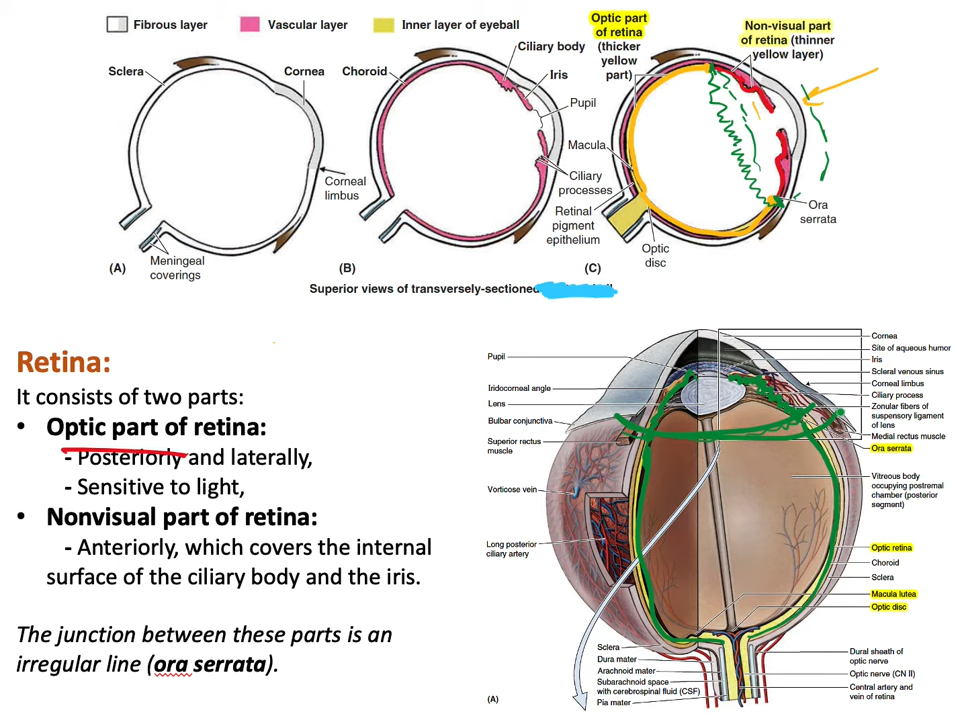 Fibrous layer
Vascular layer
Inner layer of eyeball
Sclera
Cornea
Corneal
limbus
Meningeal
coverings
(A)
Choroid
Ciliary body
Iris
Pupil
Ciliary
processes
(B)
Optic part
of retina
(thicker
yellow
part)
Non-visual part
of retina (thinner
yellow layer)
Macula
Retinal
pigment
epithelium
Optic
disc
Ora
serrata
(C)
Superior views of transversely-sectioned
Retina:
It consists of two parts:
• Optic part of retina:
- Posteriorly and laterally,
- Sensitive to light,
• Nonvisual part of retina:
- Anteriorly, which covers the internal
surface of the ciliary body and the iris.
The junction between these parts is an
irregular line (ora serrata).
Pupil
Iridocorneal angle
Lens
Bulbar conjunctiva
Superior rectus
muscle
Vorticose vein
Long posterior
ciliary artery
Sclera
Dura mater
Arachnoid mater
Subarachnoid space
with cerebrospinal fluid (CSF)
Pia mater
(A)
Cornea
Site of aqueous humor
Iris
Scleral venous sinus
Corneal limbus
Ciliary process
Zonular fibers of
suspensory ligament
of lens
Medial rectus muscle
Ora serrata
Vitreous body
occupying postremal
chamber (posterior
segment)
Optic retina
Choroid
Sclera
Macula lutea
Optic disc
Dural sheath of
optic nerve
Optic nerve (CN II)
Central artery and
vein of retina